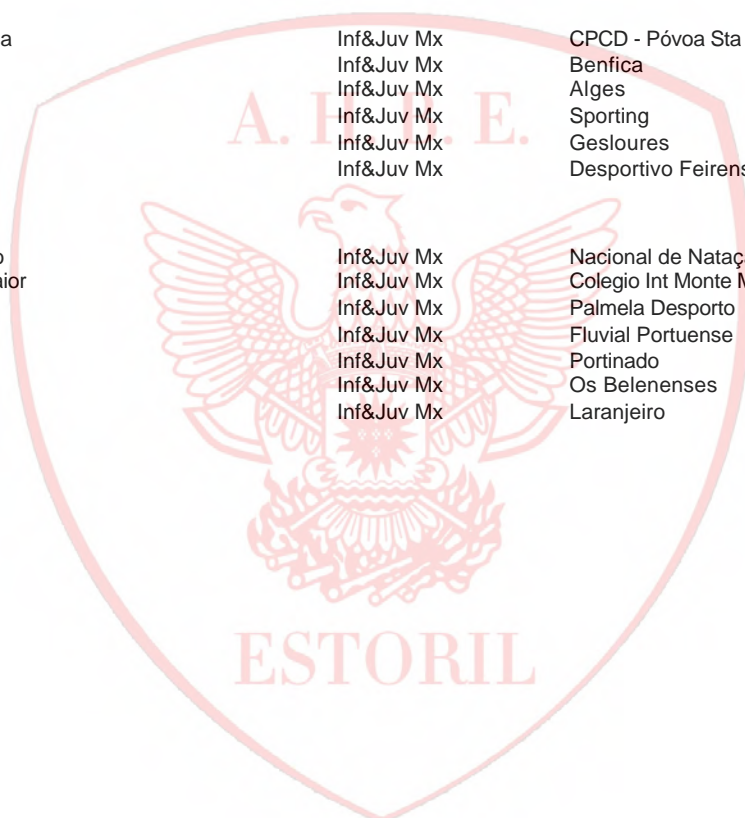 a Inf&Juv Mx CPCD - Póvoa Sta
Inf&Juv Mx Benfica
Inf&Juv Mx Alges
Inf&Juv Mx Sporting
Inf&Juv Mx Gesloures
Inf&Juv Mx Desportivo Feirens
o Inf&Juv Mx Nacional de Nataç
aior Inf&Juv Mx Colegio Int Monte M
Inf&Juv Mx Palmela Desporto
Inf&Juv Mx Fluvial Portuense
Inf&Juv Mx Portinado
Inf&Juv Mx Os Belenenses
Inf&Juv Mx Laranjeiro
A. H. B. E.
ESTORIL